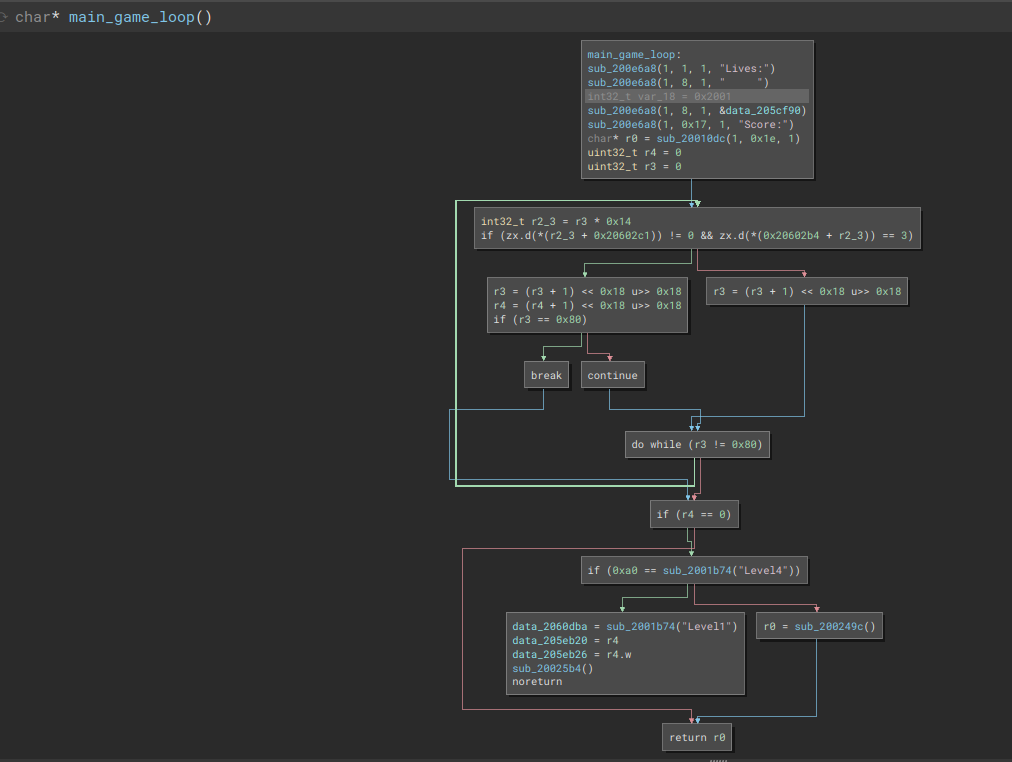 char* main_game_loop()
main_game_loop:
sub_200e6a8(1, 1, 1, "Lives:")
sub_200e6a8(1, 8, 1, "     ")
int32_t var_18 = 0x2001
sub_200e6a8(1, 8, 1, &data_205cf90)
sub_200e6a8(1, 0x17, 1, "Score:")
char* r0 = sub_20010dc(1, 0x1e, 1)
uint32_t r4 = 0
uint32_t r3 = 0
int32_t r2_3 = r3 * 0x14
if (zx.d(*(r2_3 + 0x20602c1)) != 0 && zx.d(*(0x20602b4 + r2_3)) == 3)
r3 = (r3 + 1) << 0x18 u>> 0x18
r4 = (r4 + 1) << 0x18 u>> 0x18
if (r3 == 0x80)
r3 = (r3 + 1) << 0x18 u>> 0x18
break
continue
do while (r3 != 0x80)
if (r4 == 0)
if (0xa0 == sub_2001b74("Level4"))
data_2060dba = sub_2001b74("Level1")
data_205eb20 = r4
data_205eb26 = r4.w
sub_20025b4()
noreturn
r0 = sub_200249c()
return r0